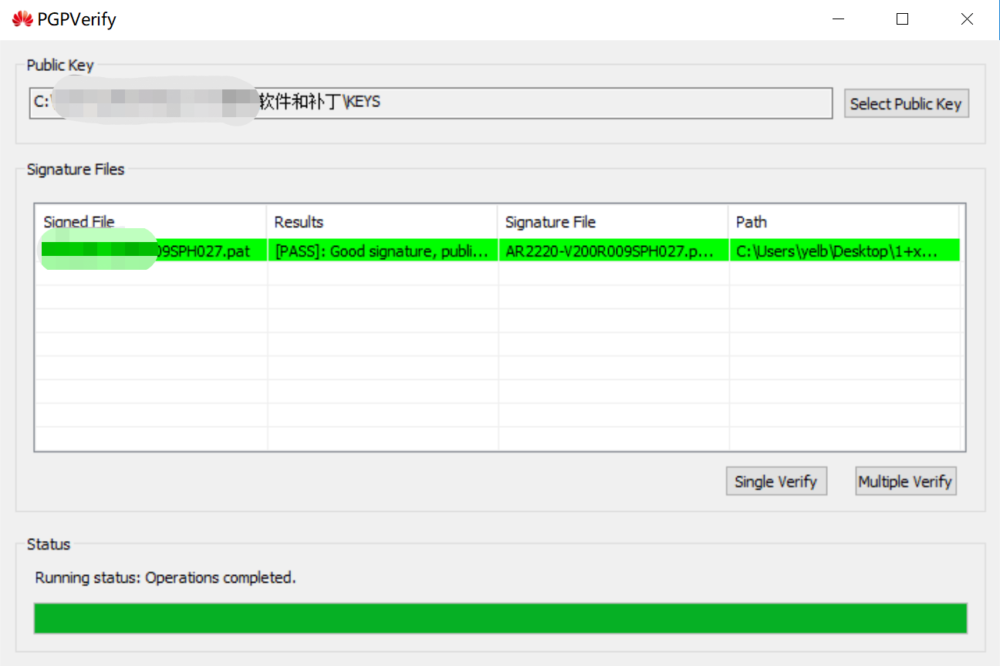 PGPVerify
Public Key
C:\ 软件和补丁\KEYS
Select Public Key
Signature Files
Signed File Results Signature File Path
09SPH027.pat [PASS]: Good signature, publi... AR2220-V200R009SPH027.p... C:\Users\yelb\Desktop\1+x...
Single Verify Multiple Verify
Status
Running status: Operations completed.